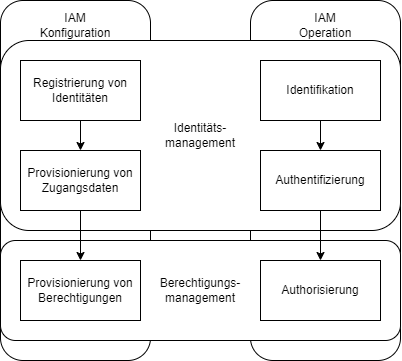 IAM
Konfiguration
IAM
Operation
Registrierung von
Identitäten
Identifikation
Identitäts-
management
Provisionierung von
Zugangsdaten
Authentifizierung
Provisionierung von
Berechtigungen
Berechtigungs-
management
Authorisierung